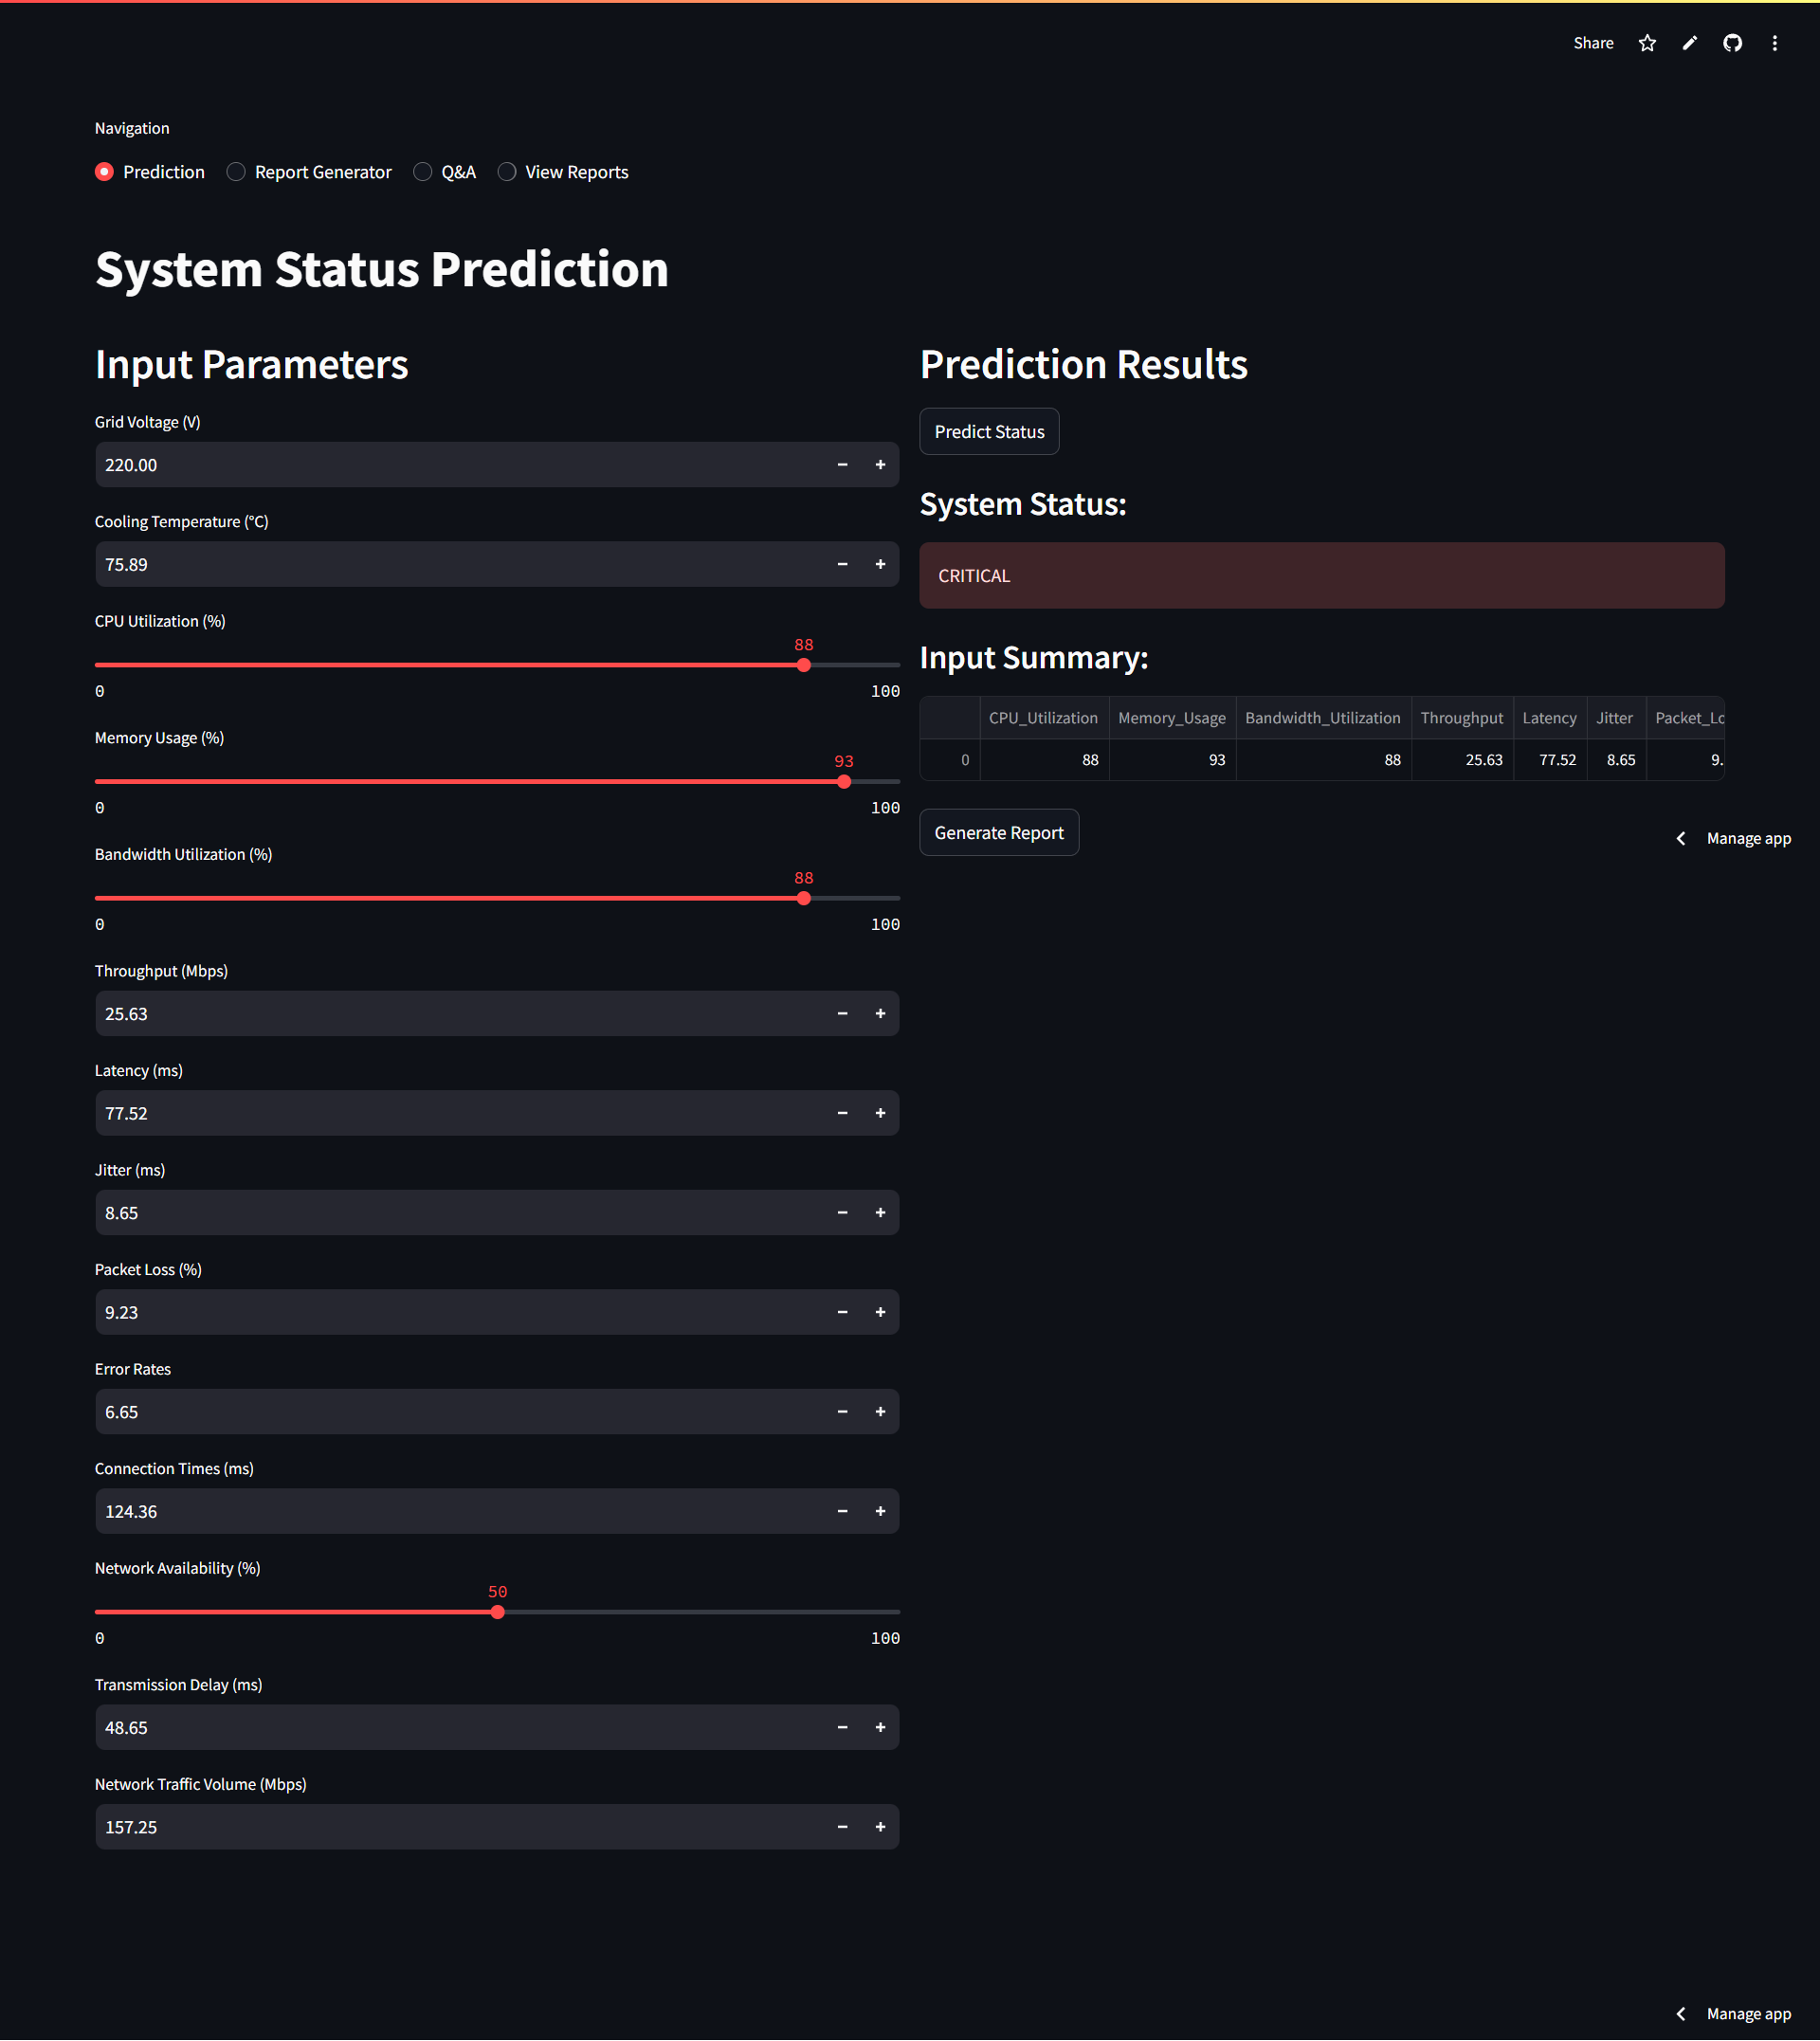 Share
Navigation
Prediction Report Generator Q&A View Reports
System Status Prediction
Input Parameters
Grid Voltage (V)
220.00
Cooling Temperature (°C)
75.89
CPU Utilization (%)
88
0 100
Memory Usage (%)
93
0 100
Bandwidth Utilization (%)
88
0 100
Throughput (Mbps)
25.63
Latency (ms)
77.52
Jitter (ms)
8.65
Packet Loss (%)
9.23
Error Rates
6.65
Connection Times (ms)
124.36
Network Availability (%)
50
0 100
Transmission Delay (ms)
48.65
Network Traffic Volume (Mbps)
157.25
Prediction Results
Predict Status
System Status:
CRITICAL
Input Summary:
CPU_Utilization Memory_Usage Bandwidth_Utilization Throughput Latency Jitter Packet_Lo
0 88 93 88 25.63 77.52 8.65 9.
Generate Report
Manage app
Manage app